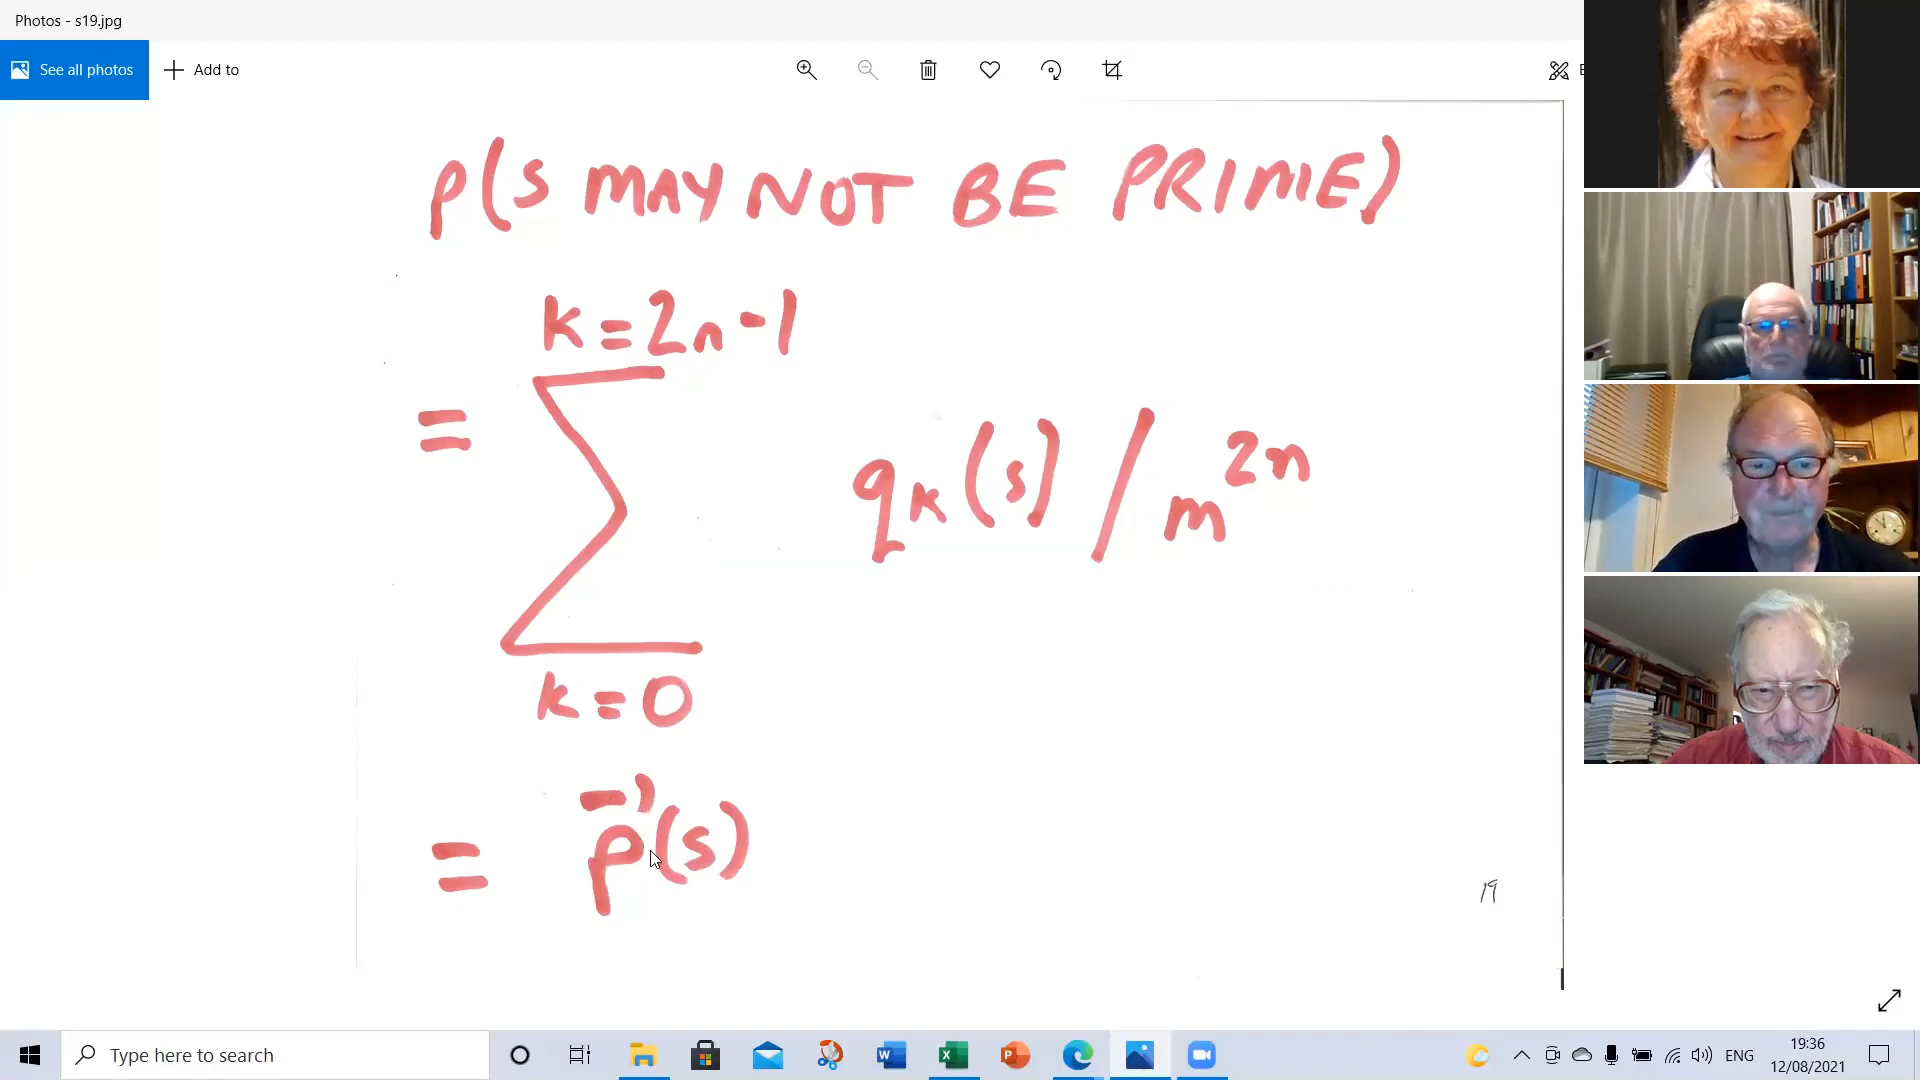 Photos - s19.jpg
See all photos
Add to
p(s MAY NOT BE PRIME)
k = 2n - 1
= Σ qk(s) / m^2n
k = 0
= p̅'(s)
19
Type here to search
ENG
19:36
12/08/2021